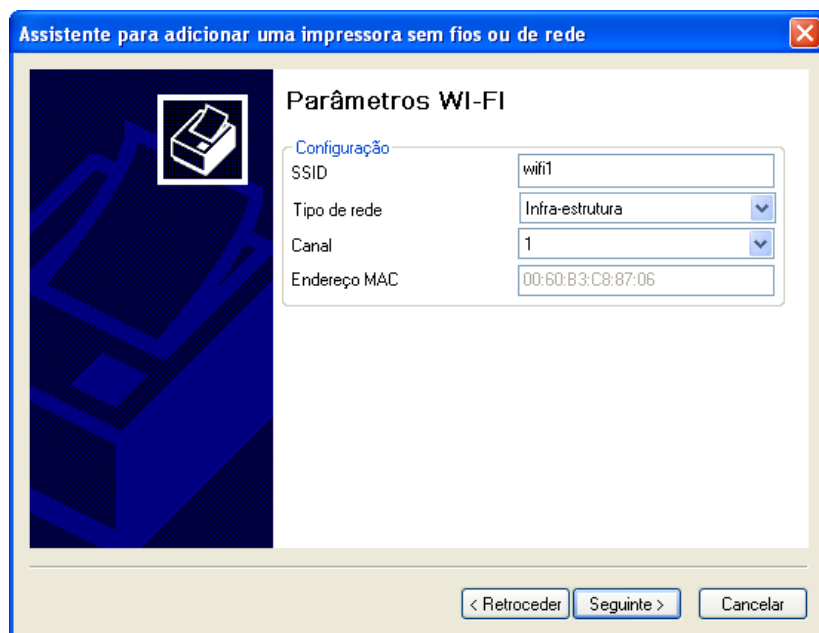 Assistente para adicionar uma impressora sem fios ou de rede
Parâmetros WI-FI
Configuração
SSID wifi1
Tipo de rede Infra-estrutura
Canal 1
Endereço MAC 00:60:B3:C8:87:06
< Retroceder Seguinte > Cancelar